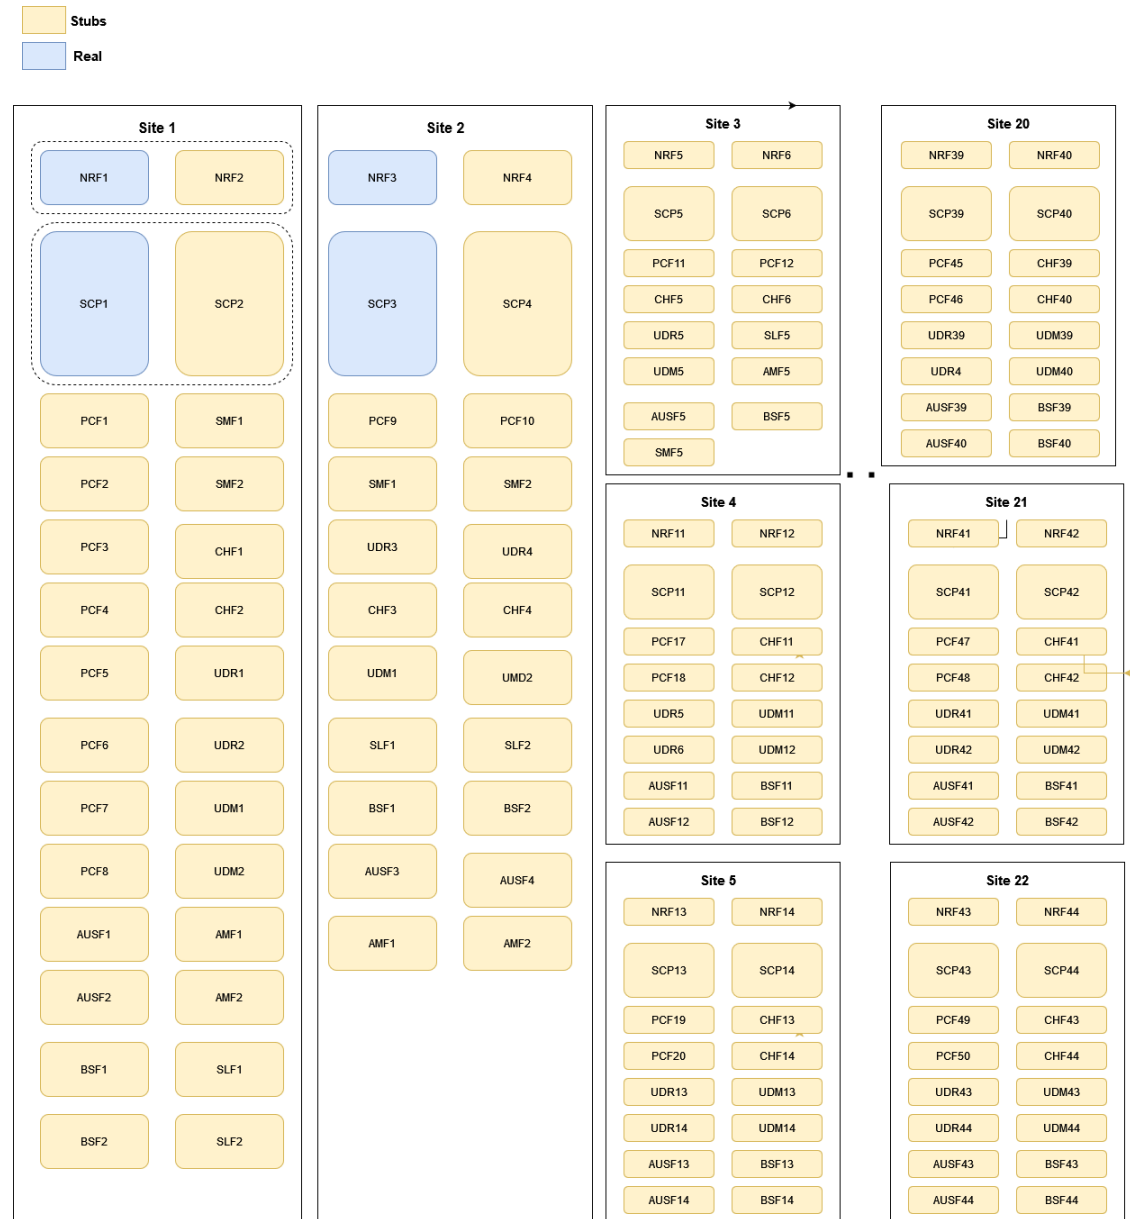 Stubs
Real
Site 1
NRF1 NRF2
SCP1 SCP2
PCF1 SMF1
PCF2 SMF2
PCF3 CHF1
PCF4 CHF2
PCF5 UDR1
PCF6 UDR2
PCF7 UDM1
PCF8 UDM2
AUSF1 AMF1
AUSF2 AMF2
BSF1 SLF1
BSF2 SLF2
Site 2
NRF3 NRF4
SCP3 SCP4
PCF9 PCF10
SMF1 SMF2
UDR3 UDR4
CHF3 CHF4
UDM1 UMD2
SLF1 SLF2
BSF1 BSF2
AUSF3 AUSF4
AMF1 AMF2
Site 3
NRF5 NRF6
SCP5 SCP6
PCF11 PCF12
CHF5 CHF6
UDR5 SLF5
UDM5 AMF5
AUSF5 BSF5
SMF5
Site 4
NRF11 NRF12
SCP11 SCP12
PCF17 CHF11
PCF18 CHF12
UDR5 UDM11
UDR6 UDM12
AUSF11 BSF11
AUSF12 BSF12
Site 5
NRF13 NRF14
SCP13 SCP14
PCF19 CHF13
PCF20 CHF14
UDR13 UDM13
UDR14 UDM14
AUSF13 BSF13
AUSF14 BSF14
Site 20
NRF39 NRF40
SCP39 SCP40
PCF45 CHF39
PCF46 CHF40
UDR39 UDM39
UDR4 UDM40
AUSF39 BSF39
AUSF40 BSF40
Site 21
NRF41 NRF42
SCP41 SCP42
PCF47 CHF41
PCF48 CHF42
UDR41 UDM41
UDR42 UDM42
AUSF41 BSF41
AUSF42 BSF42
Site 22
NRF43 NRF44
SCP43 SCP44
PCF49 CHF43
PCF50 CHF44
UDR43 UDM43
UDR44 UDM44
AUSF43 BSF43
AUSF44 BSF44